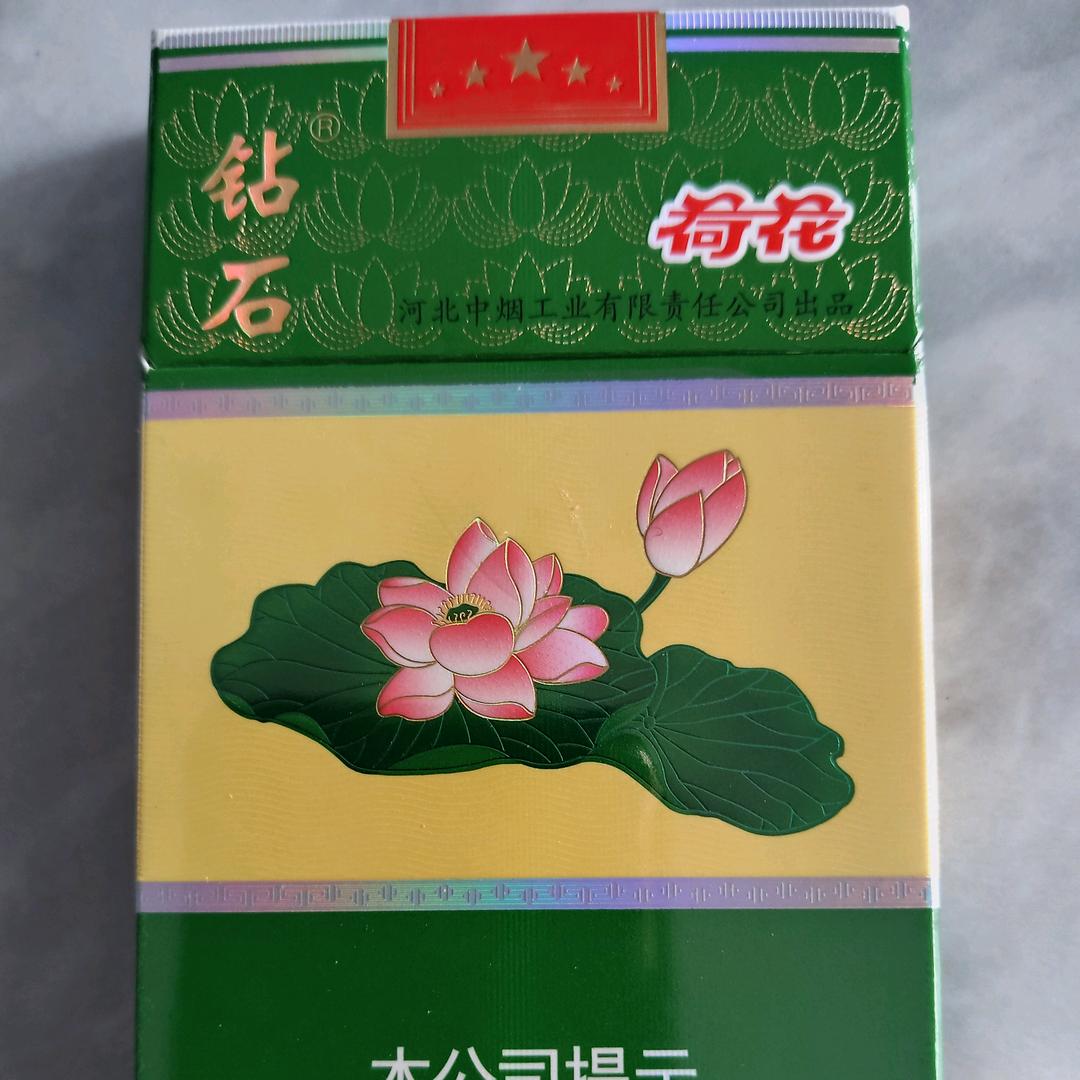 钻石®
荷花
河北中烟工业有限责任公司出品
本公司提示